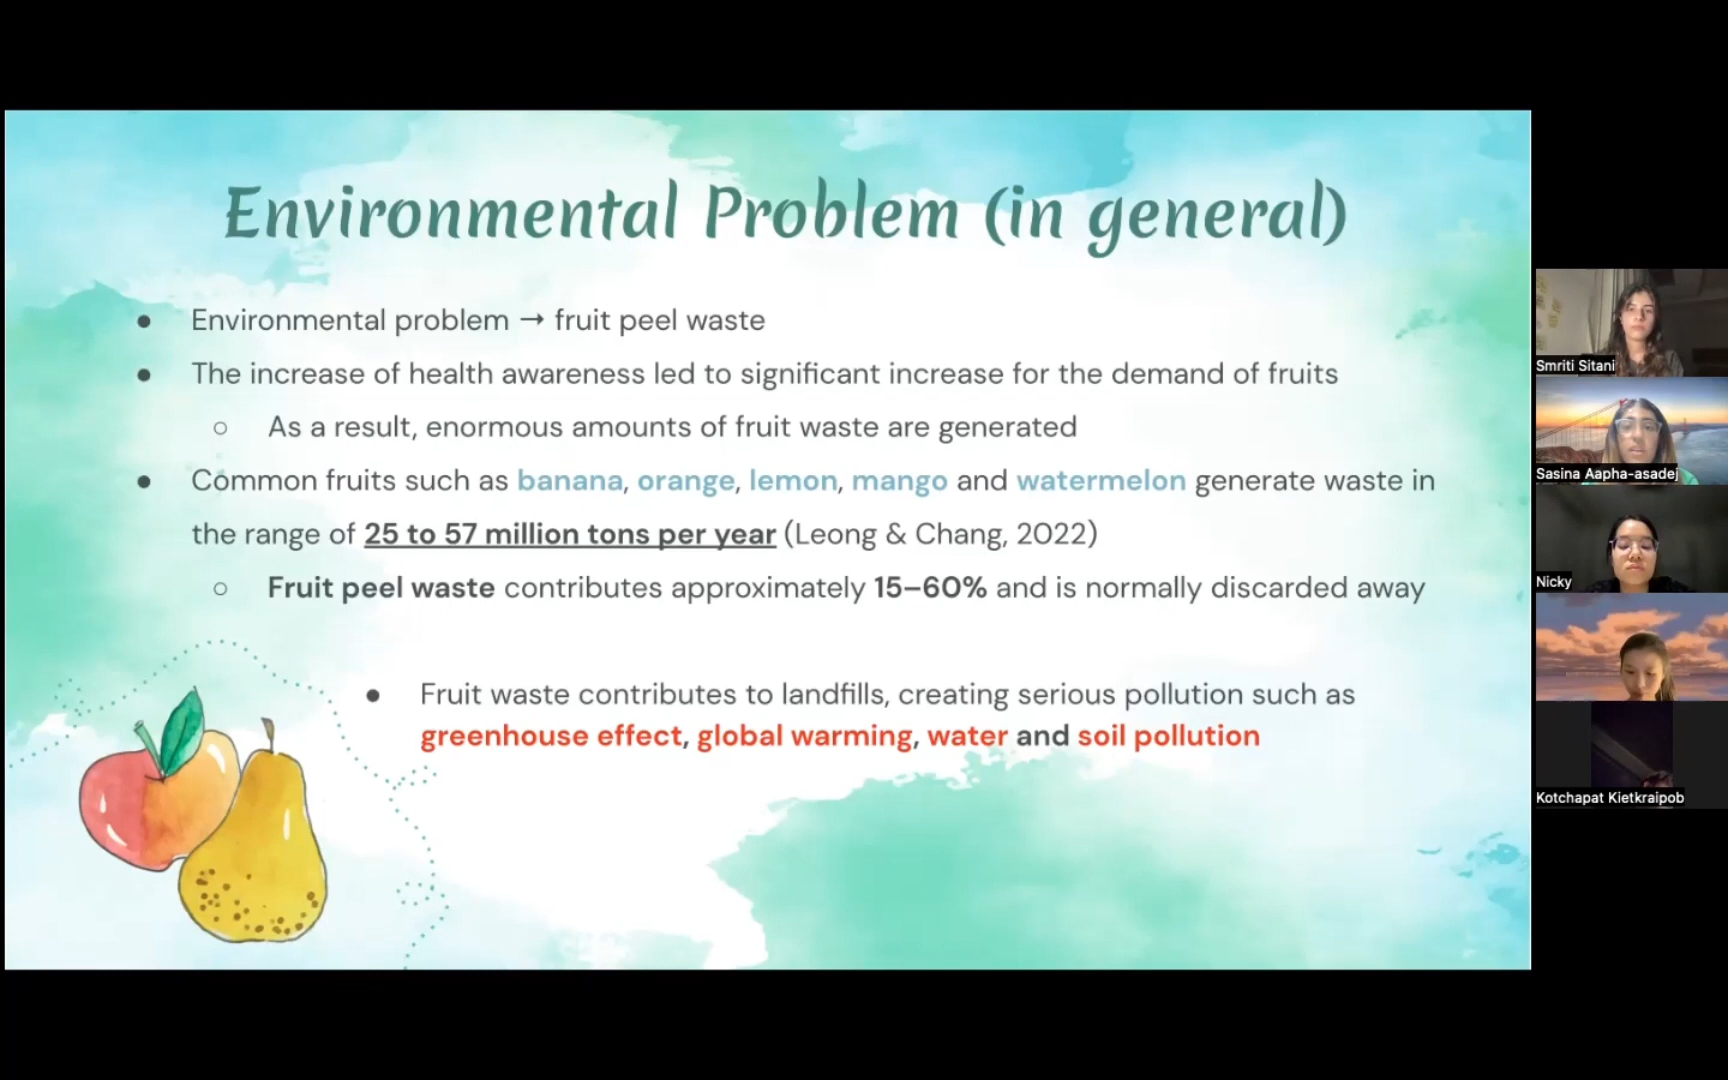 Environmental Problem (in general)
● Environmental problem → fruit peel waste
● The increase of health awareness led to significant increase for the demand of fruits
○ As a result, enormous amounts of fruit waste are generated
● Common fruits such as banana, orange, lemon, mango and watermelon generate waste in
the range of 25 to 57 million tons per year (Leong & Chang, 2022)
○ Fruit peel waste contributes approximately 15–60% and is normally discarded away
● Fruit waste contributes to landfills, creating serious pollution such as
greenhouse effect, global warming, water and soil pollution
Smriti Sitani
Sasina Aapha-asadej
Nicky
Kotchapat Kietkraipob